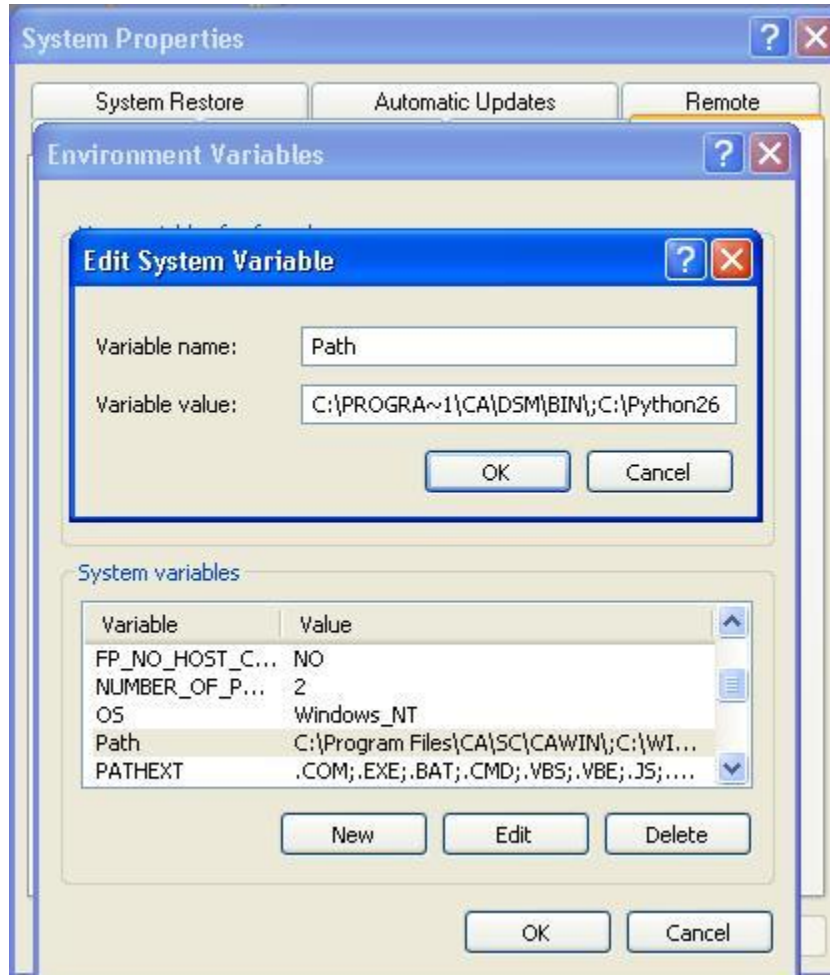 System Properties
System Restore Automatic Updates Remote
Environment Variables
Edit System Variable
Variable name: Path
Variable value: C:\PROGRA~1\CA\DSM\BIN\;C:\Python26
OK Cancel
System variables
Variable Value
FP_NO_HOST_C... NO
NUMBER_OF_P... 2
OS Windows_NT
Path C:\Program Files\CA\SC\CAWIN\;C:\WI...
PATHEXT .COM;.EXE;.BAT;.CMD;.VBS;.VBE;.JS;....
New Edit Delete
OK Cancel